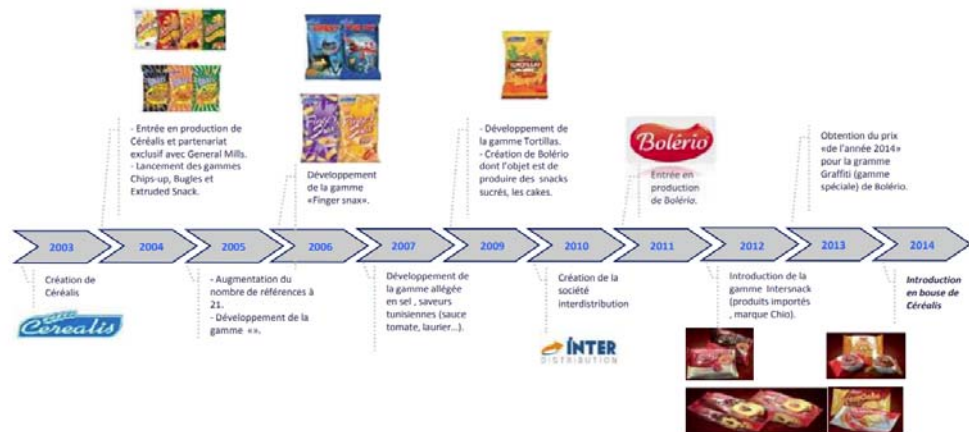 - Entrée en production de
Céréalis et partenariat
exclusif avec General Mills.
- Lancement des gammes
Chips-up, Bugles et
Extruded Snack.
Développement
de la gamme
«Finger snax».
- Développement de
la gamme Tortillas.
- Création de Bolério
dont l'objet est de
produire des snacks
sucrés, les cakes.
Bolério
Entrée en
production
de Bolério.
Obtention du prix
«de l'année 2014»
pour la gramme
Graffiti (gamme
spéciale) de Bolério.
2003
2004
2005
2006
2007
2009
2010
2011
2012
2013
2014
Création de
Céréalis
Céréalis
- Augmentation du
nombre de références à
21.
- Développement de la
gamme «».
Développement de
la gamme allégée en
sel , saveurs
tunisiennes (sauce
tomate, laurier...).
Création de la
société
interdistribution
INTER
DISTRIBUTION
Introduction de la
gamme Intersnack
(produits importés
, marque Chio).
Introduction
en bouse de
Céréalis